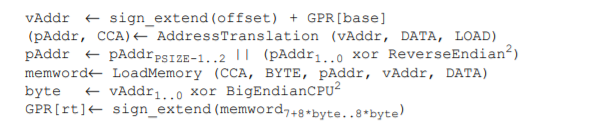 vAddr ← sign_extend(offset) + GPR[base]
(pAddr, CCA)← AddressTranslation (vAddr, DATA, LOAD)
pAddr ← pAddrPSIZE-1..2 || (pAddr1..0 xor ReverseEndian2)
memword← LoadMemory (CCA, BYTE, pAddr, vAddr, DATA)
byte ← vAddr1..0 xor BigEndianCPU2
GPR[rt]← sign_extend(memword7+8*byte..8*byte)